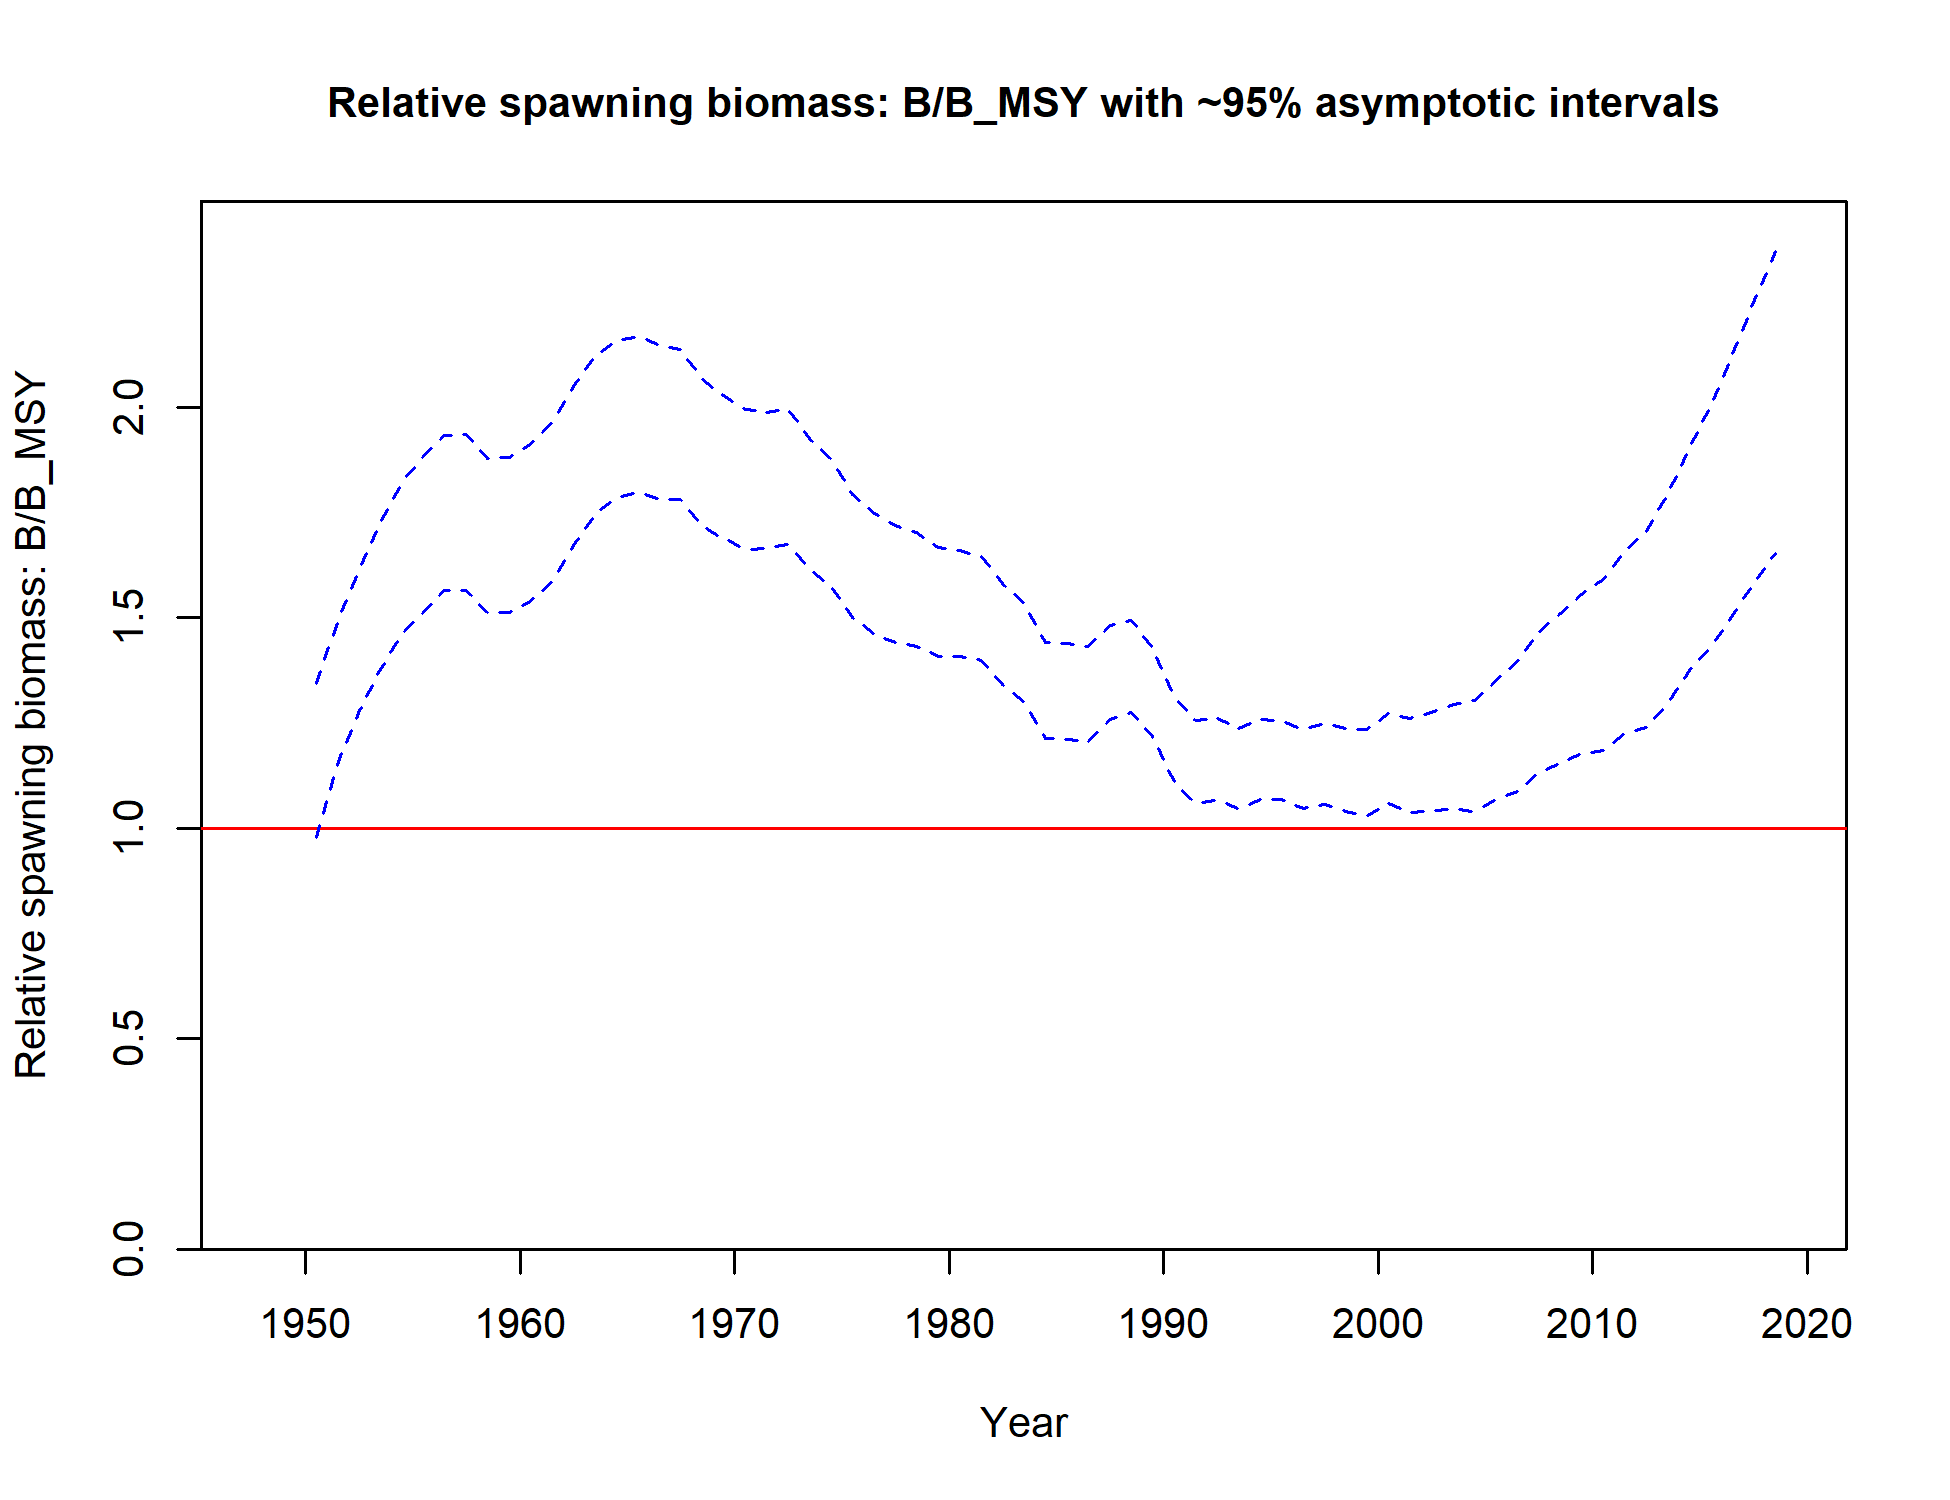 Relative spawning biomass: B/B_MSY with ~95% asymptotic intervals
Relative spawning biomass: B/B_MSY
2.0
1.5
1.0
0.5
0.0
1950 1960 1970 1980 1990 2000 2010 2020
Year